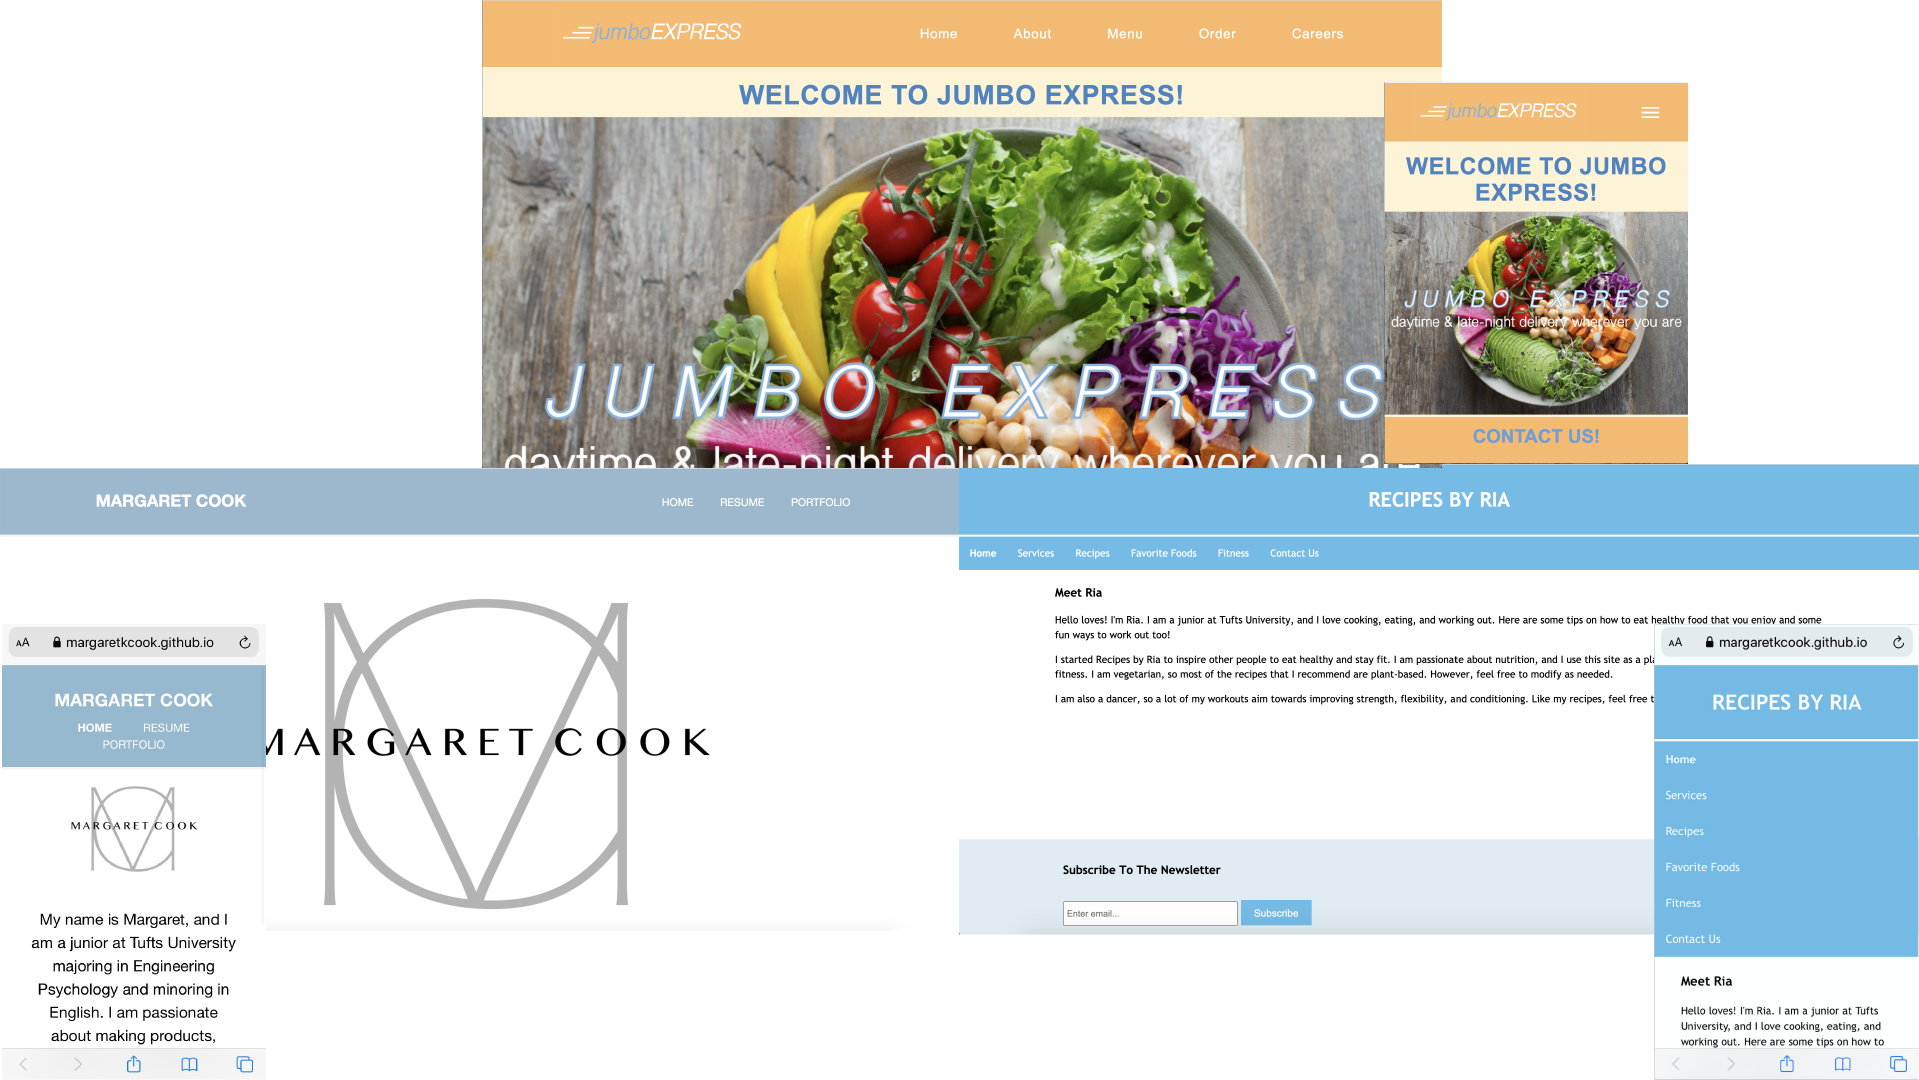 jumboEXPRESS
Home About Menu Order Careers
WELCOME TO JUMBO EXPRESS!
JUMBO EXPRESS
daytime & late-night delivery wherever you are
jumboEXPRESS
WELCOME TO JUMBO
EXPRESS!
JUMBO EXPRESS
daytime & late-night delivery wherever you are
CONTACT US!
MARGARET COOK
HOME RESUME PORTFOLIO
MARGARET COOK
AA margaretkcook.github.io
MARGARET COOK
HOME RESUME
PORTFOLIO
MARGARET COOK
My name is Margaret, and I
am a junior at Tufts University
majoring in Engineering
Psychology and minoring in
English. I am passionate
about making products,
RECIPES BY RIA
Home Services Recipes Favorite Foods Fitness Contact Us
Meet Ria
Hello loves! I'm Ria. I am a junior at Tufts University, and I love cooking, eating, and working out. Here are some tips on how to eat healthy food that you enjoy and some
fun ways to work out too!
I started Recipes by Ria to inspire other people to eat healthy and stay fit. I am passionate about nutrition, and I use this site as a pla
fitness. I am vegetarian, so most of the recipes that I recommend are plant-based. However, feel free to modify as needed.
I am also a dancer, so a lot of my workouts aim towards improving strength, flexibility, and conditioning. Like my recipes, feel free t
Subscribe To The Newsletter
Enter email... Subscribe
AA margaretkcook.github.io
RECIPES BY RIA
Home
Services
Recipes
Favorite Foods
Fitness
Contact Us
Meet Ria
Hello loves! I'm Ria. I am a junior at Tufts
University, and I love cooking, eating, and
working out. Here are some tips on how to